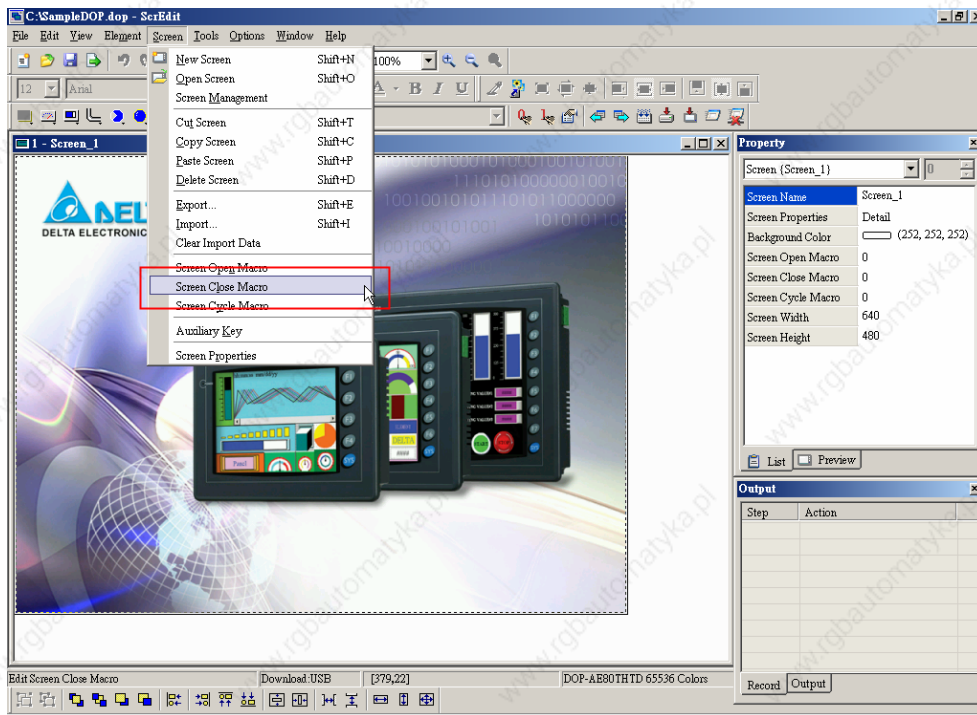 C:\SampleDOP.dop - ScrEdit
File Edit View Element Screen Tools Options Window Help
100%
12 Arial
B I U
1 - Screen_1
New Screen Shift+N
Open Screen Shift+O
Screen Management
Cut Screen Shift+T
Copy Screen Shift+C
Paste Screen Shift+P
Delete Screen Shift+D
Export... Shift+E
Import... Shift+I
Clear Import Data
Screen Open Macro
Screen Close Macro
Screen Cycle Macro
Auxiliary Key
Screen Properties
DEL
DELTA ELECTRONIC
DELTA
Property
Screen {Screen_1} 0
Screen Name Screen_1
Screen Properties Detail
Background Color (252, 252, 252)
Screen Open Macro 0
Screen Close Macro 0
Screen Cycle Macro 0
Screen Width 640
Screen Height 480
List Preview
Output
Step Action
Record Output
Edit Screen Close Macro Download:USB [379,22] DOP-AE80THTD 65536 Colors
www.rgbautomatyka.pl